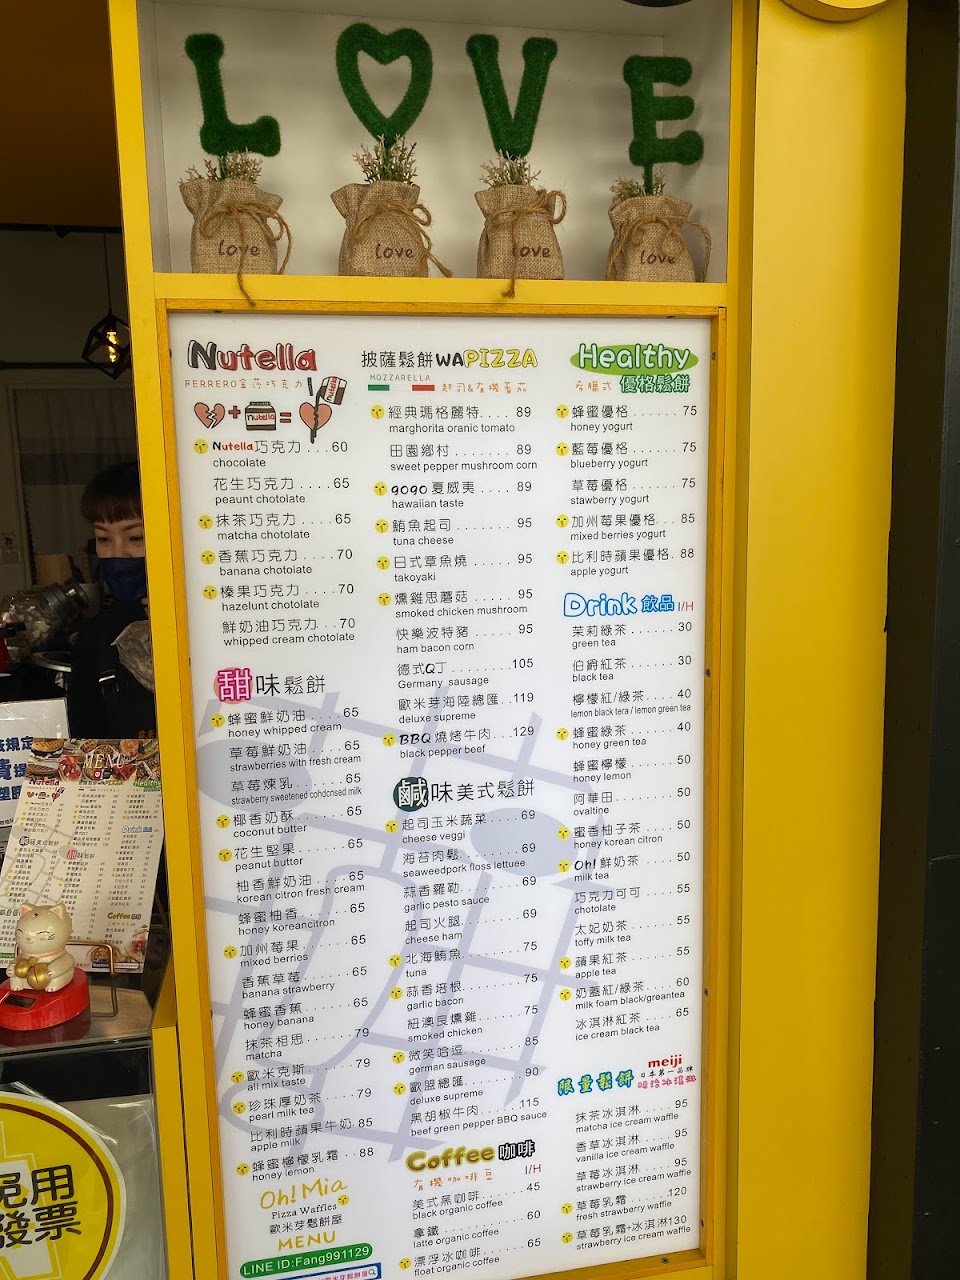 love
love
love
love
Nutella
FERRERO金莎巧克力
nutella
Nutella巧克力....60
chocolate
花生巧克力.....65
peaunt chotolate
抹茶巧克力....65
matcha chotolate
香蕉巧克力....70
banana chotolate
榛果巧克力....70
hazelunt chotolate
鮮奶油巧克力..70
whipped cream chotolate
甜味鬆餅
蜂蜜鮮奶油....65
honey whipped cream
草莓鮮奶油....65
strawberries with fresh cream
草莓煉乳.....65
strawberry sweetened cohdcnsed milk
椰香奶酥.....65
coconut butter
花生堅果.....65
peanut butter
柚香鮮奶油..65
korean citron fresh cream
蜂蜜柚香.....65
honey koreancitron
加州莓果.....65
mixed berries
香蕉草莓.....65
banana strawberry
蜂蜜香蕉.....65
honey banana
抹茶相思.....79
matcha
歐米克斯.....79
all mix taste
珍珠厚奶茶...79
pearl milk tea
比利時蘋果牛奶.85
apple milk
蜂蜜檸檬乳霜..88
honey lemon
Oh! Mia
Pizza Waffles
歐米芽鬆餅屋
MENU
LINE ID:Fang991129
披薩鬆餅WAPIZZA
MOZZARELLA
起司&有機蕃茄
經典瑪格麗特....89
marghorita oranic tomato
田園鄉村.......89
sweet pepper mushroom corn
gogo夏威夷....89
hawaiian taste
鮪魚起司......95
tuna cheese
日式章魚燒.....95
takoyaki
燻雞思蘑菇.....95
smoked chicken mushroom
快樂波特豬.....95
ham bacon corn
德式Q丁........105
Germany sausage
歐米芽海陸總匯..119
deluxe supreme
BBQ燒烤牛肉...129
black pepper beef
鹹味美式鬆餅
起司玉米蔬菜....69
cheese veggi
海苔肉鬆.......69
seaweedpork floss lettuee
蒜香羅勒.......69
garlic pesto sauce
起司火腿.......69
cheese ham
北海鮪魚.......75
tuna
蒜香培根.......75
garlic bacon
紐澳良燻雞.....75
smoked chicken
微笑哈逗.......85
german sausage
歐盟總匯.......90
deluxe supreme
黑胡椒牛肉.....115
beef green pepper BBQ sauce
Coffee咖啡
有機咖啡豆 I/H
美式黑咖啡.....45
black organic coffee
拿鐵.........60
latte organic coffee
漂浮冰咖啡.....65
float organic coffee
Healthy
優格鬆餅
蜂蜜優格......75
honey yogurt
藍莓優格......75
blueberry yogurt
草莓優格......75
stawberry yogurt
加州莓果優格...85
mixed berries yogurt
比利時蘋果優格.88
apple yogurt
Drink 飲品 I/H
茉莉綠茶......30
green tea
伯爵紅茶......30
black tea
檸檬紅/綠茶....40
lemon black tera / lemon green tea
蜂蜜綠茶......40
honey green tea
蜂蜜檸檬......50
honey lemon
阿華田........50
ovaltine
蜜香柚子茶....50
honey korean citron
Oh!鮮奶茶....50
milk tea
巧克力可可....55
chotolate
太妃奶茶......55
toffy milk tea
蘋果紅茶......55
apple tea
奶蓋紅/綠茶...60
milk foam black/greantea
冰淇淋紅茶....65
ice cream black tea
限量鬆餅
meiji
日本第一品牌
明治冰淇淋
抹茶冰淇淋....95
matcha ice cream waffle
香草冰淇淋....95
vanilla ice cream waffle
草莓冰淇淋....95
strawberry ice cream waffle
草莓乳霜.....120
fresh strawberry waffle
草莓乳霜+冰淇淋130
strawberry ice cream waffle
MENU
Nutella
Healthy
Drink
Coffee
免用
發票